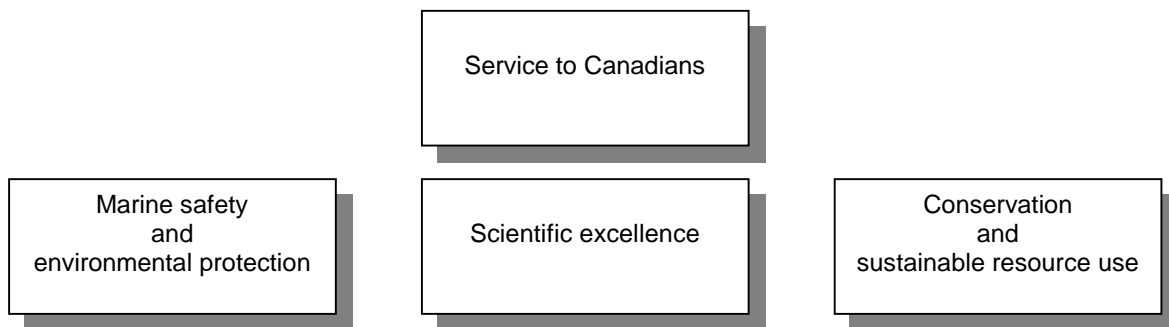 Service to Canadians
Marine safety
and
environmental protection
Scientific excellence
Conservation
and
sustainable resource use